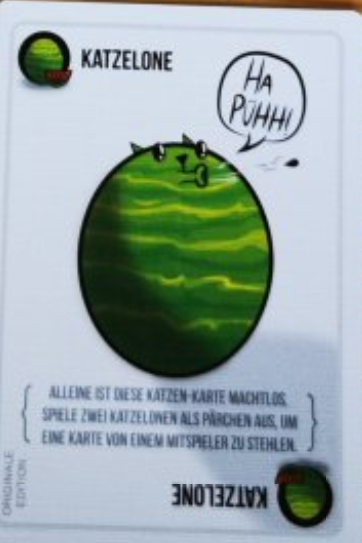 KATZELONE
HA
PÜHH!
ALLEINE IST DIESE KATZEN-KARTE MACHTLOS.
SPIELE ZWEI KATZELONEN ALS PÄRCHEN AUS, UM
EINE KARTE VON EINEM MITSPIELER ZU STEHLEN.
ORIGINALE
EDITION
KATZELONE